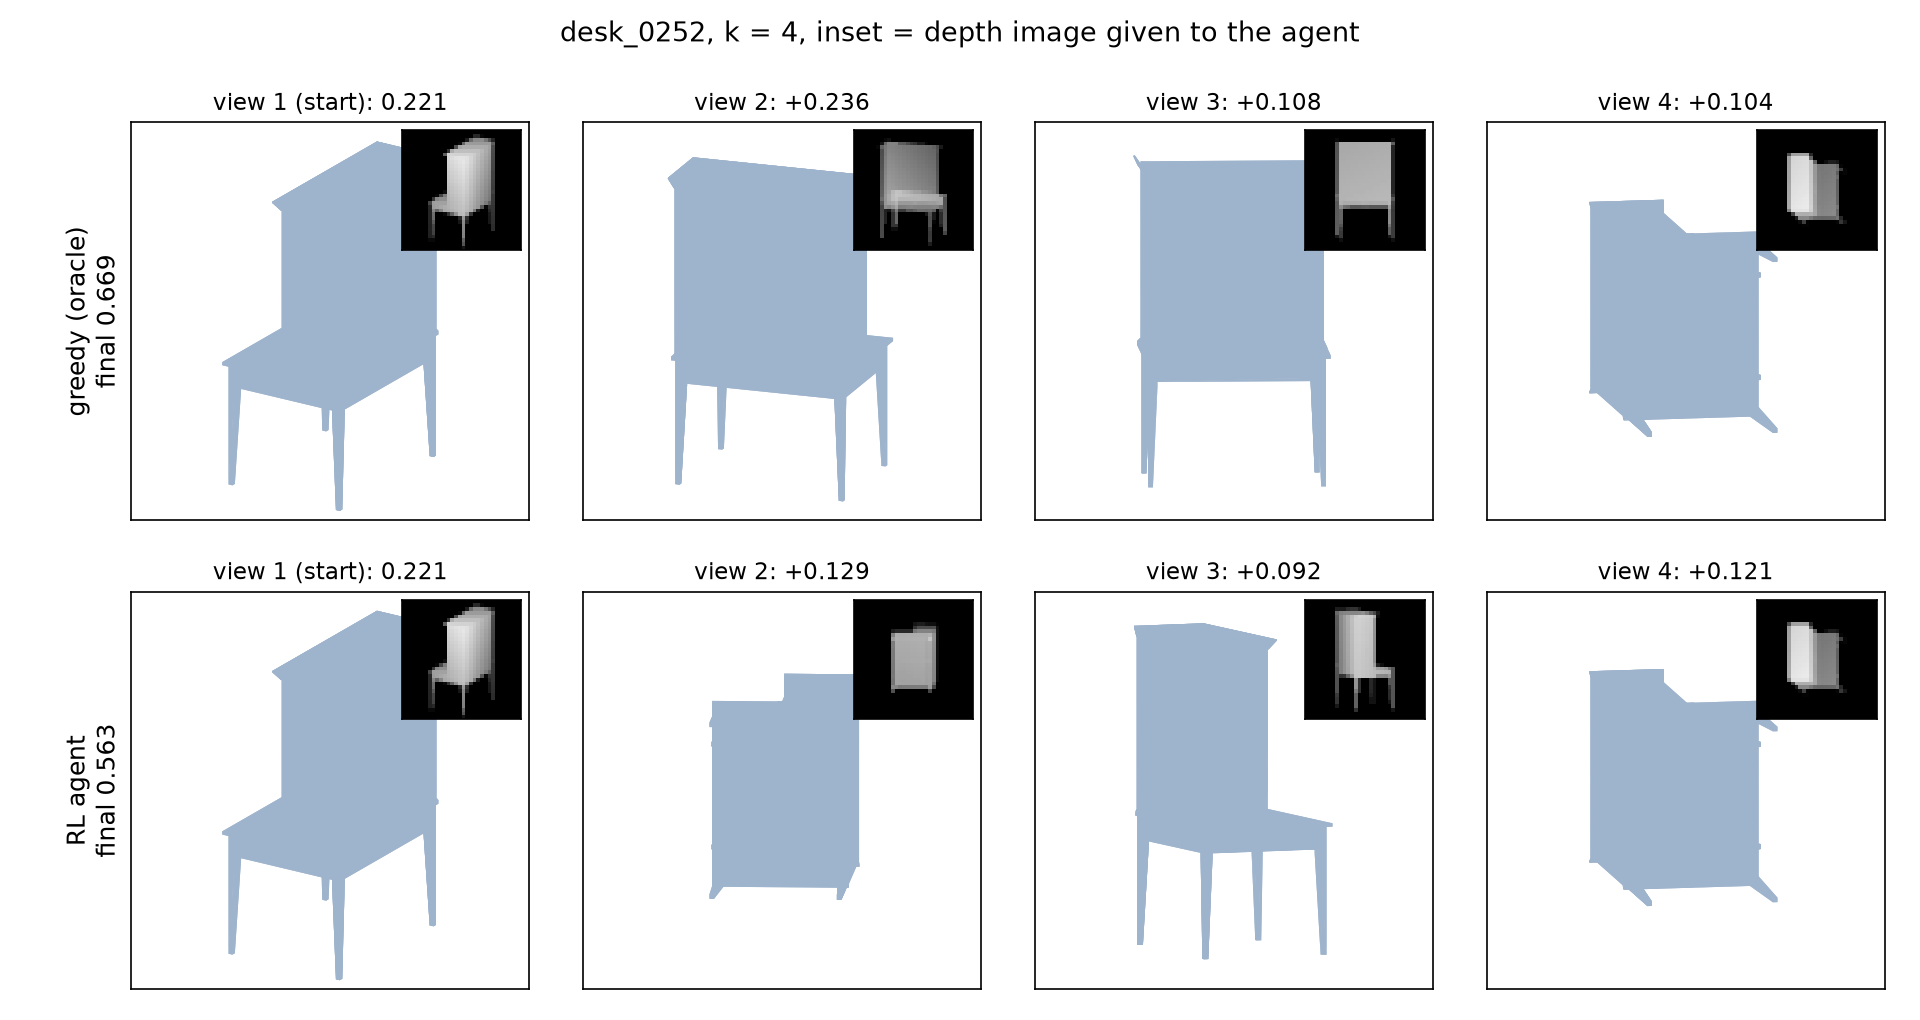 desk_0252, k = 4, inset = depth image given to the agent
view 1 (start): 0.221
view 2: +0.236
view 3: +0.108
view 4: +0.104
greedy (oracle)
final 0.669
view 1 (start): 0.221
view 2: +0.129
view 3: +0.092
view 4: +0.121
RL agent
final 0.563